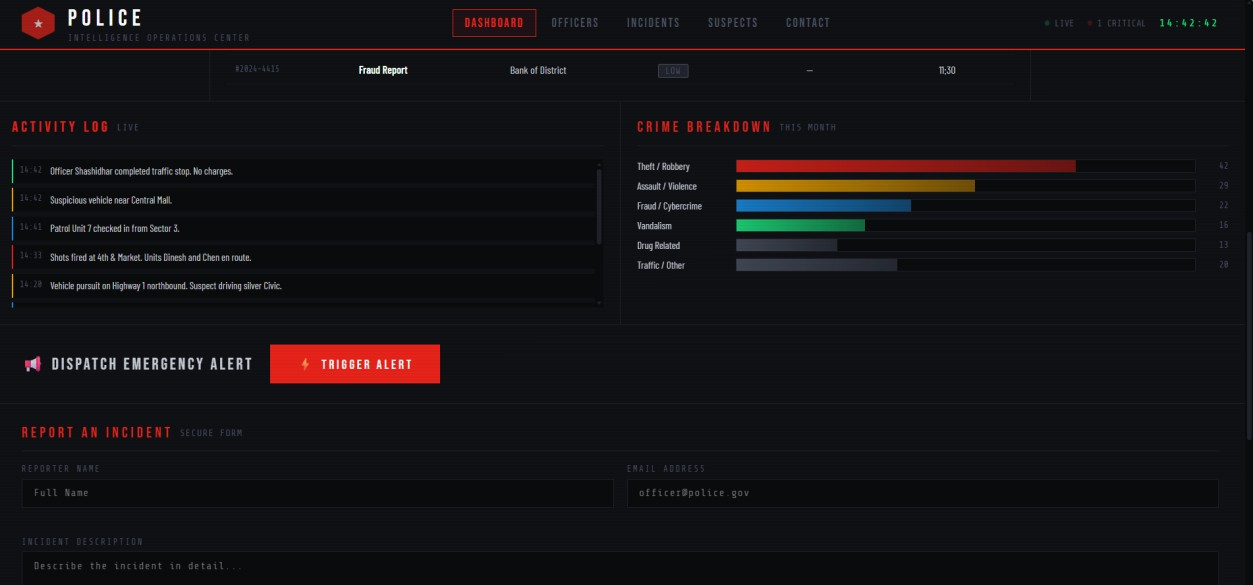 POLICE
INTELLIGENCE OPERATIONS CENTER
DASHBOARD OFFICERS INCIDENTS SUSPECTS CONTACT
LIVE 1 CRITICAL 14:42:42
#2024-4415 Fraud Report Bank of District LOW — 11:30
ACTIVITY LOG LIVE
14:42 Officer Shashidhar completed traffic stop. No charges.
14:42 Suspicious vehicle near Central Mall.
14:41 Patrol Unit 7 checked in from Sector 3.
14:33 Shots fired at 4th & Market. Units Dinesh and Chen en route.
14:20 Vehicle pursuit on Highway 1 northbound. Suspect driving silver Civic.
CRIME BREAKDOWN THIS MONTH
Theft / Robbery 42
Assault / Violence 29
Fraud / Cybercrime 22
Vandalism 16
Drug Related 13
Traffic / Other 20
DISPATCH EMERGENCY ALERT TRIGGER ALERT
REPORT AN INCIDENT SECURE FORM
REPORTER NAME
Full Name
EMAIL ADDRESS
officer@police.gov
INCIDENT DESCRIPTION
Describe the incident in detail...